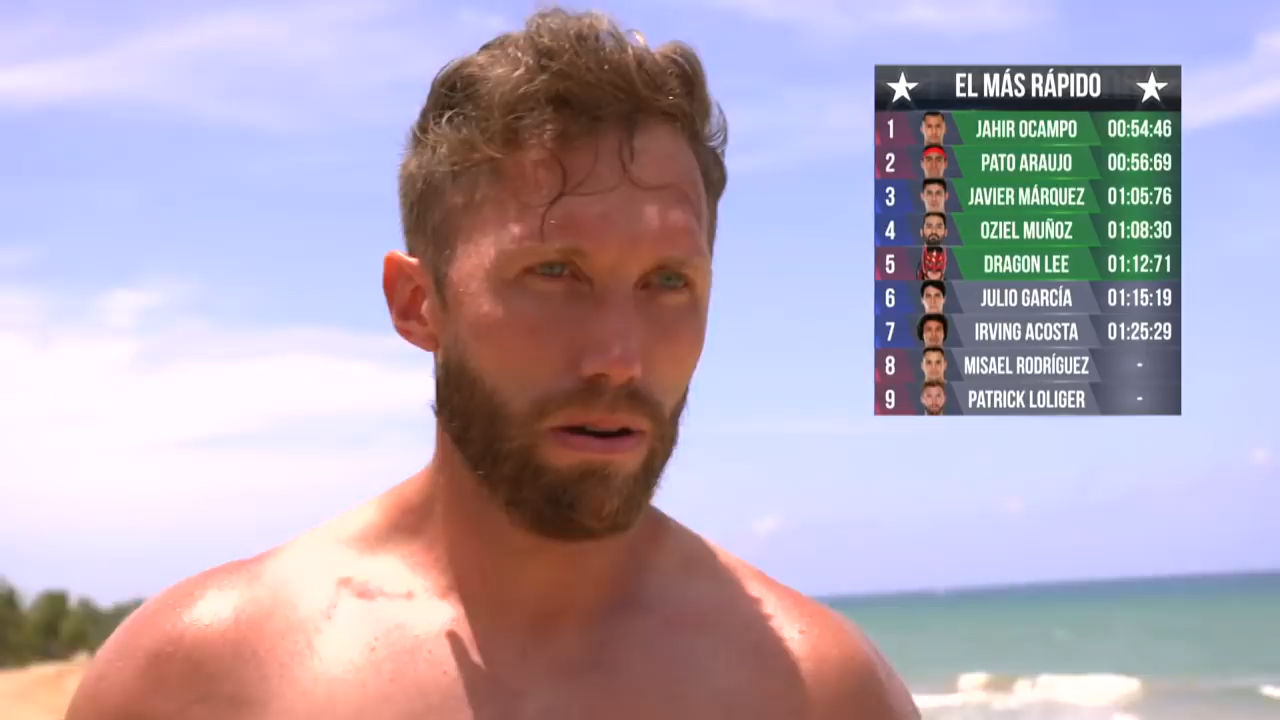 EL MÁS RÁPIDO
1 JAHIR OCAMPO 00:54:46
2 PATO ARAUJO 00:56:69
3 JAVIER MÁRQUEZ 01:05:76
4 OZIEL MUÑOZ 01:08:30
5 DRAGON LEE 01:12:71
6 JULIO GARCÍA 01:15:19
7 IRVING ACOSTA 01:25:29
8 MISAEL RODRÍGUEZ -
9 PATRICK LOLIGER -